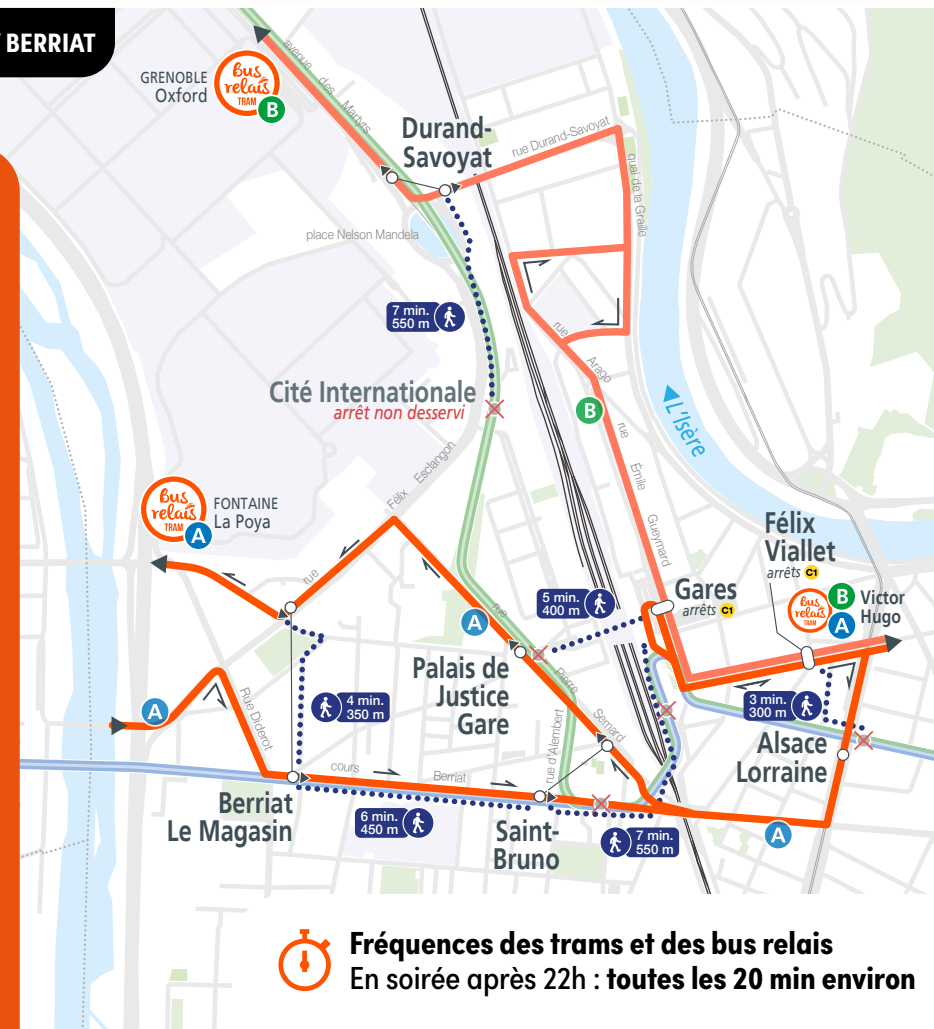 BERRIAT
GRENOBLE
Oxford
Bus
relais
TRAM
B
avenue des Martyrs
Durand-
Savoyat
rue Durand-Savoyat
quai de la Graille
place Nelson Mandela
7 min.
550 m
Cité Internationale
arrêt non desservi
rue Arago
B
L'Isère
rue Émile Gueymard
rue Félix Esclangon
Bus
relais
TRAM
A
FONTAINE
La Poya
Félix
Viallet
arrêts C1
Gares
arrêts C1
Bus
relais
TRAM
B
A
Victor
Hugo
5 min.
400 m
A
Palais de
Justice
Gare
rue Pierre Semard
4 min.
350 m
3 min.
300 m
A
Rue Diderot
rue d'Alembert
Alsace
Lorraine
cours Berriat
Berriat
Le Magasin
6 min.
450 m
Saint-
Bruno
7 min.
550 m
A
Fréquences des trams et des bus relais
En soirée après 22h : toutes les 20 min environ